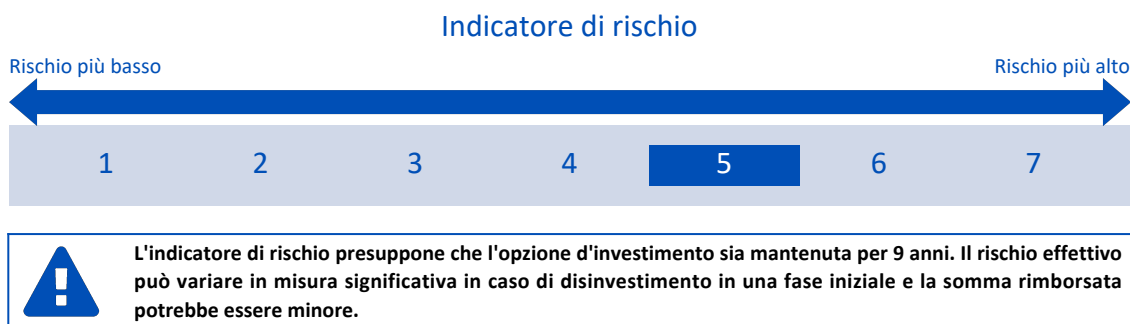 Indicatore di rischio
Rischio più basso Rischio più alto
1 2 3 4 5 6 7
L'indicatore di rischio presuppone che l'opzione d'investimento sia mantenuta per 9 anni. Il rischio effettivo
può variare in misura significativa in caso di disinvestimento in una fase iniziale e la somma rimborsata
potrebbe essere minore.